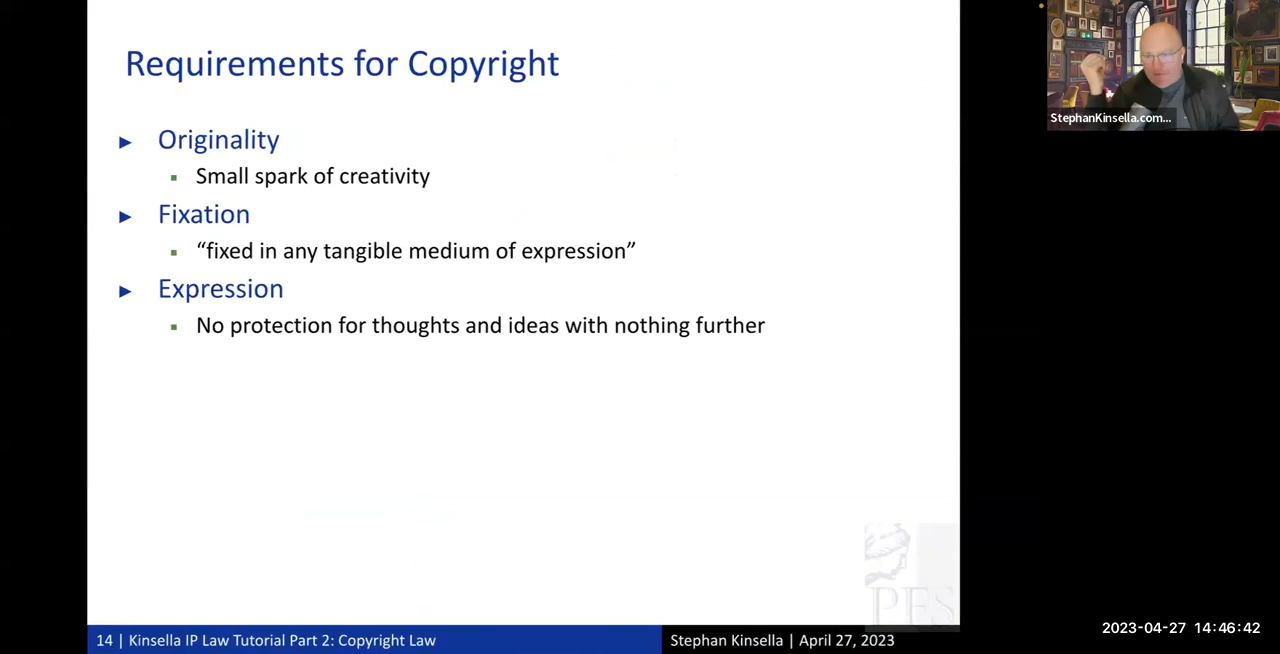 Requirements for Copyright
► Originality
▪ Small spark of creativity
► Fixation
▪ “fixed in any tangible medium of expression”
► Expression
▪ No protection for thoughts and ideas with nothing further
PFS
14 | Kinsella IP Law Tutorial Part 2: Copyright Law
Stephan Kinsella | April 27, 2023
StephanKinsella.com...
2023-04-27 14:46:42